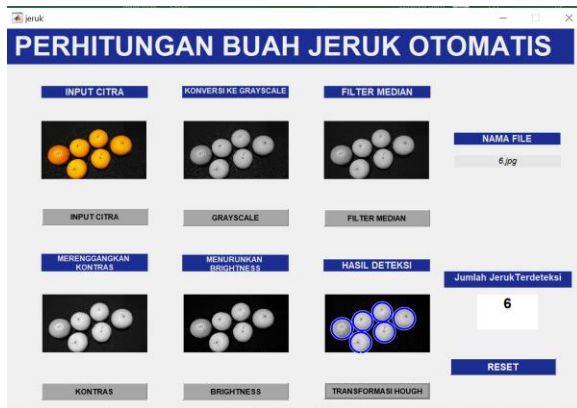 jeruk
PERHITUNGAN BUAH JERUK OTOMATIS
INPUT CITRA
KONVERSI KE GRAYSCALE
FILTER MEDIAN
NAMA FILE
6.jpg
INPUT CITRA
GRAYSCALE
FILTER MEDIAN
MERENGGANGKAN
KONTRAS
MENURUNKAN
BRIGHTNESS
HASIL DETEKSI
Jumlah JerukTerdeteksi
6
RESET
KONTRAS
BRIGHTNESS
TRANSFORMASI HOUGH